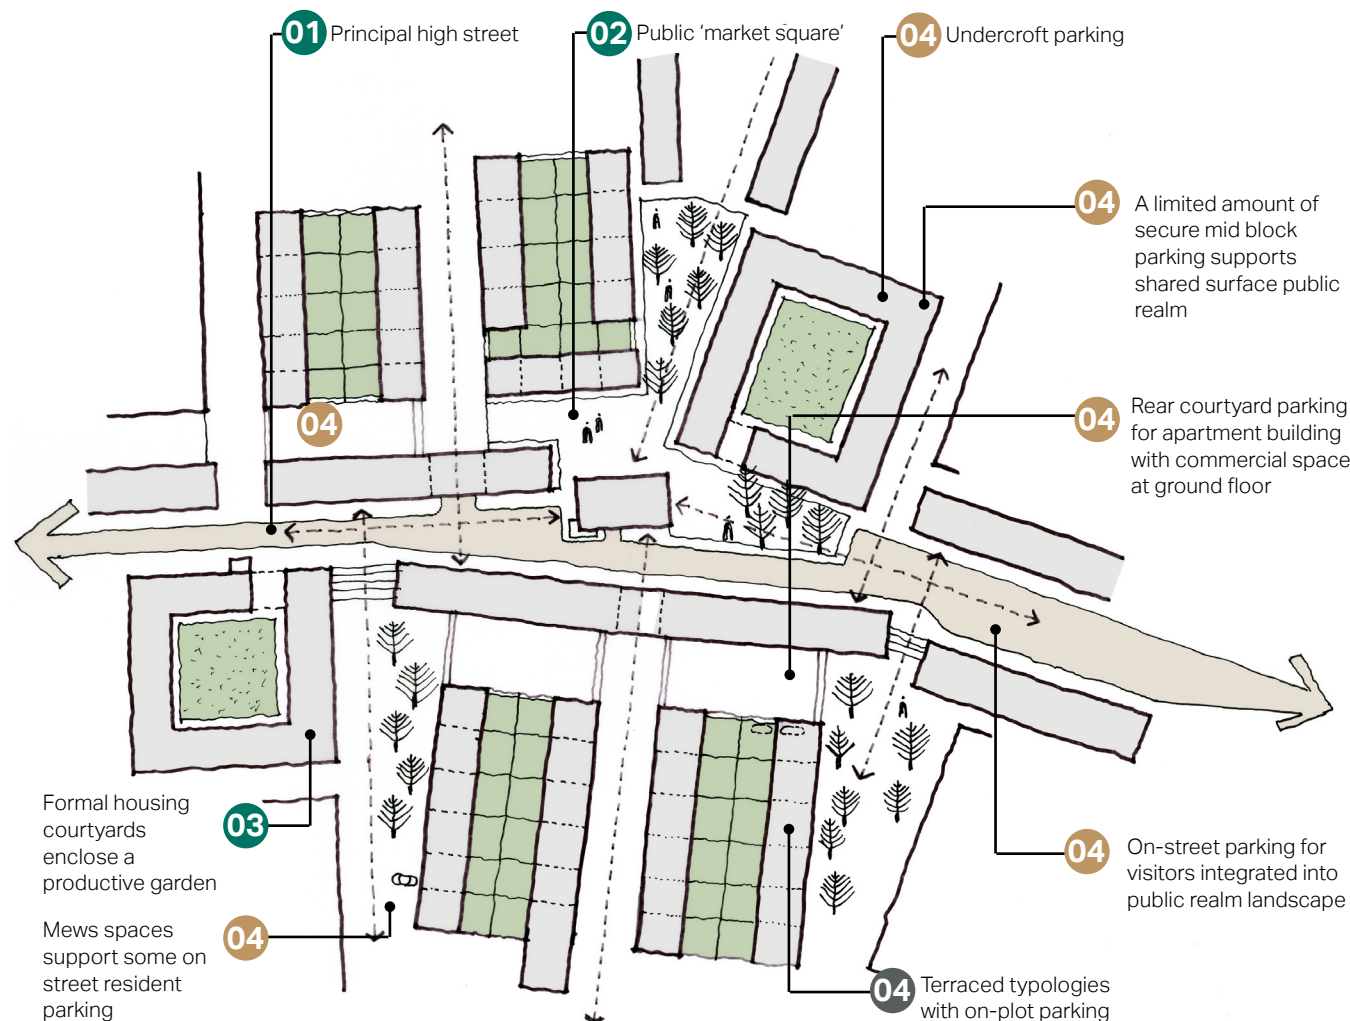 01 Principal high street
02 Public ‘market square’
04 Undercroft parking
04 A limited amount of
secure mid block
parking supports
shared surface public
realm
04
04 Rear courtyard parking
for apartment building
with commercial space
at ground floor
Formal housing
courtyards
enclose a
productive garden
03
Mews spaces
support some on
street resident
parking
04
04 On-street parking for
visitors integrated into
public realm landscape
04 Terraced typologies
with on-plot parking